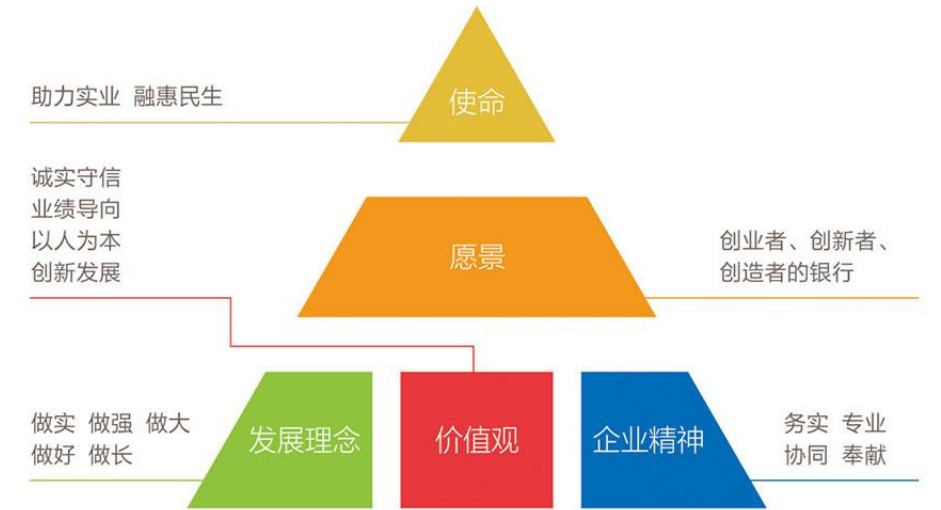 使命
助力实业 融惠民生
诚实守信
业绩导向
以人为本
创新发展
愿景
创业者、创新者、
创造者的银行
做实 做强 做大
做好 做长
发展理念
价值观
企业精神
务实 专业
协同 奉献